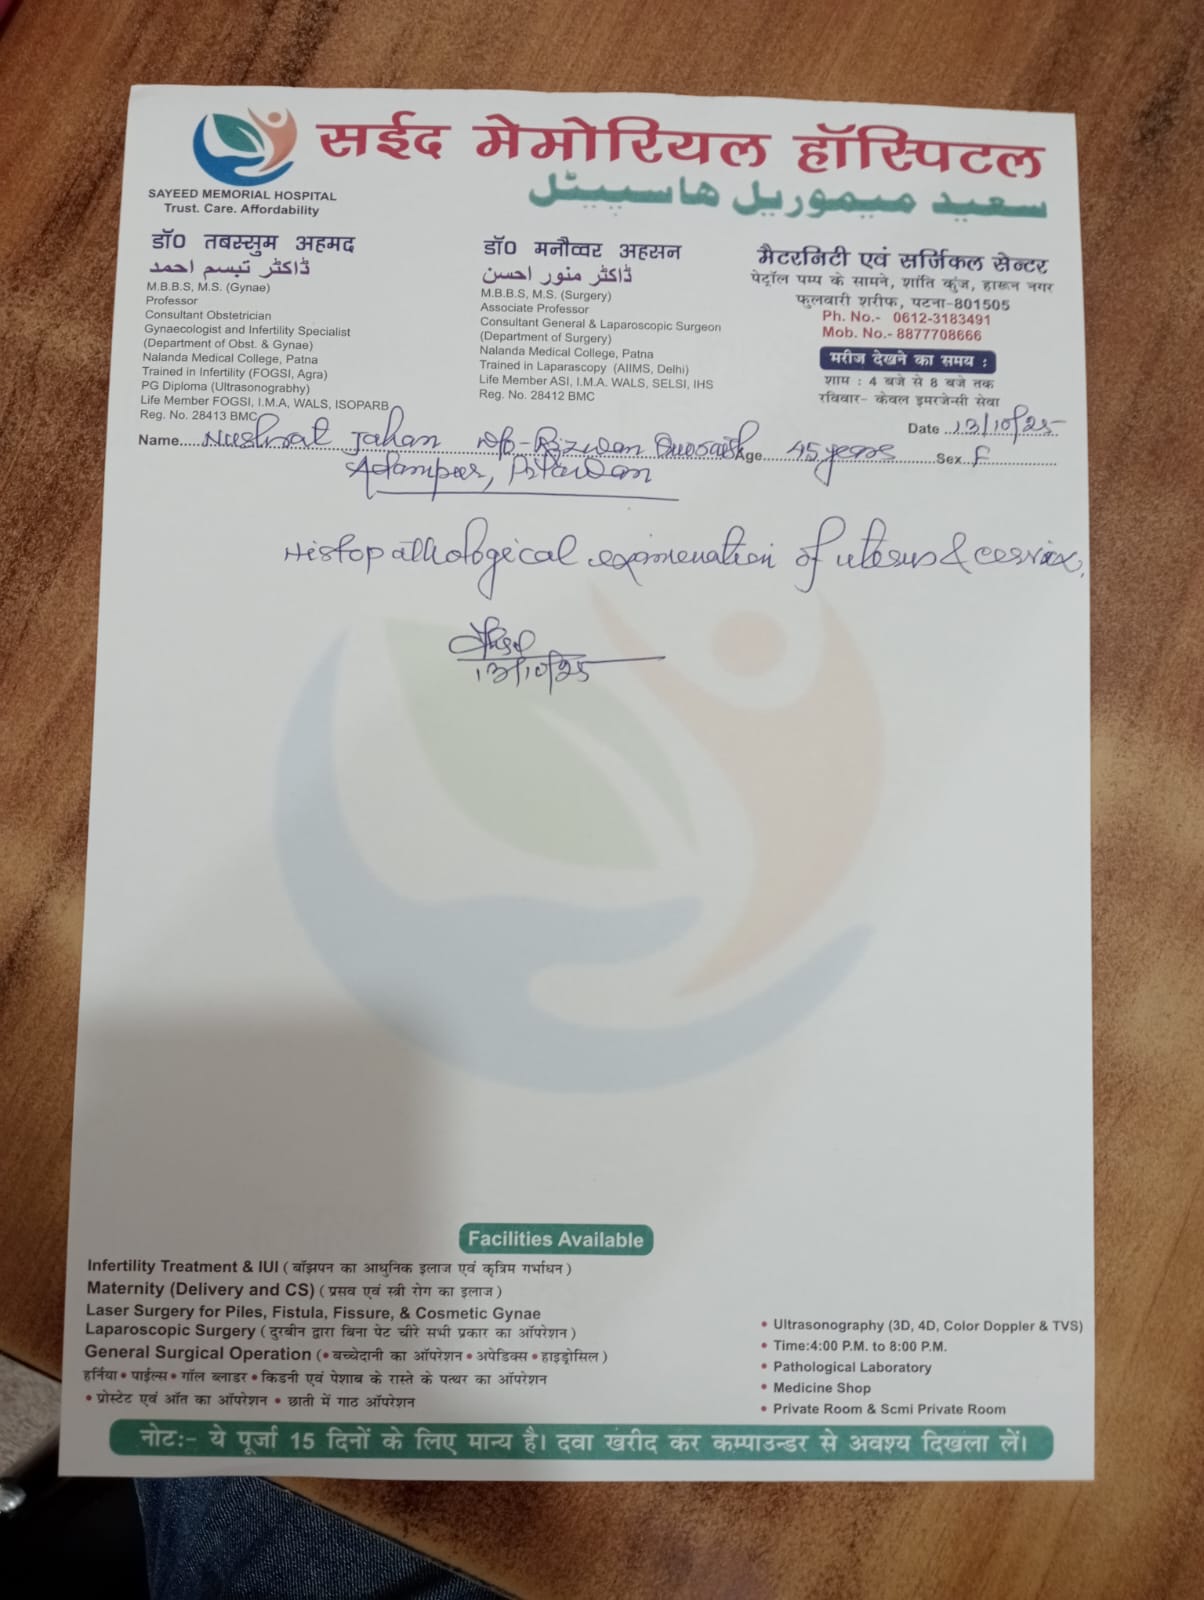 सईद मेमोरियल हॉस्पिटल
سعید میموریل ہاسپیٹل
SAYEED MEMORIAL HOSPITAL
Trust. Care. Affordability
डॉ0 तबस्सुम अहमद
ڈاکٹر تبسم احمد
M.B.B.S, M.S. (Gynae)
Professor
Consultant Obstetrician
Gynaecologist and Infertility Specialist
(Department of Obst. & Gynae)
Nalanda Medical College, Patna
Trained in Infertility (FOGSI, Agra)
PG Diploma (Ultrasonograbhy)
Life Member FOGSI, I.M.A, WALS, ISOPARB
Reg. No. 28413 BMC
डॉ0 मनौव्वर अहसन
ڈاکٹر منور احسن
M.B.B.S, M.S. (Surgery)
Associate Professor
Consultant General & Laparoscopic Surgeon
(Department of Surgery)
Nalanda Medical College, Patna
Trained in Laparascopy (AIIMS, Delhi)
Life Member ASI, I.M.A. WALS, SELSI, IHS
Reg. No. 28412 BMC
मैटरनिटी एवं सर्जिकल सेन्टर
पेट्रॉल पम्प के सामने, शांति कुंज, हारून नगर
फुलवारी शरीफ, पटना-801505
Ph. No.- 0612-3183491
Mob. No.- 8877708666
मरीज देखने का समय :
शाम : 4 बजे से 8 बजे तक
रविवार- केवल इमरजेन्सी सेवा
Date 13/10/25
Name Nushrat Jahan Rizwan Age 45 years Sex F
Histopathological examenation of uterus & cervix,
13/10/25
Facilities Available
Infertility Treatment & IUI ( बाँझपन का आधुनिक इलाज एवं कृत्रिम गर्भाधन )
Maternity (Delivery and CS) ( प्रसव एवं स्त्री रोग का इलाज )
Laser Surgery for Piles, Fistula, Fissure, & Cosmetic Gynae
Laparoscopic Surgery ( दुरबीन द्वारा बिना पेट चीरे सभी प्रकार का ऑपरेशन )
General Surgical Operation ( • बच्चेदानी का ऑपरेशन • अपेडिक्स • हाइड्रोसिल )
हर्निया • पाईल्स • गॉल ब्लाडर • किडनी एवं पेशाब के रास्ते के पत्थर का ऑपरेशन
• प्रोस्टेट एवं आँत का ऑपरेशन • छाती में गाठ ऑपरेशन
• Ultrasonography (3D, 4D, Color Doppler & TVS)
• Time:4:00 P.M. to 8:00 P.M.
• Pathological Laboratory
• Medicine Shop
• Private Room & Scmi Private Room
नोटः- ये पूर्जा 15 दिनों के लिए मान्य है। दवा खरीद कर कम्पाउन्डर से अवश्य दिखला लें।